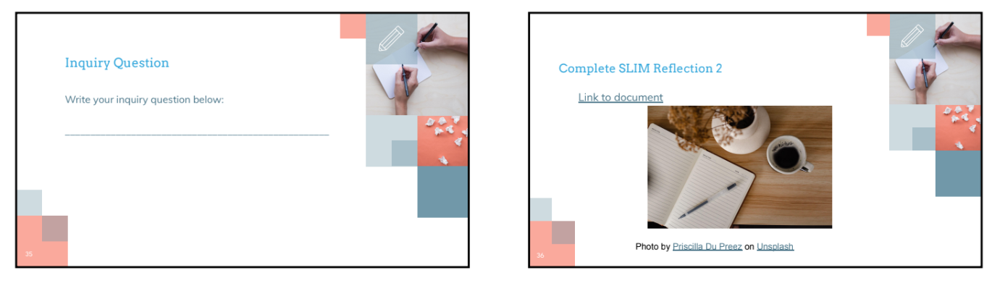 Inquiry Question
Write your inquiry question below:
35
Complete SLIM Reflection 2
Link to document
Photo by Priscilla Du Preez on Unsplash
36